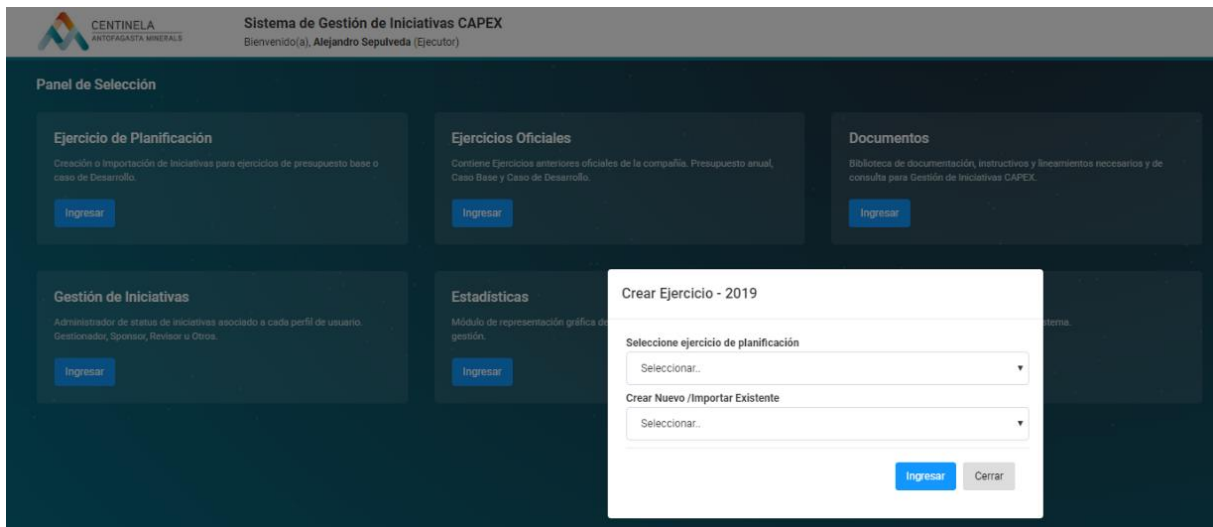 CENTINELA
ANTOFAGASTA MINERALS
Sistema de Gestión de Iniciativas CAPEX
Bienvenido(a), Alejandro Sepulveda (Ejecutor)
Panel de Selección
Ejercicio de Planificación
Creación o Importación de Iniciativas para ejercicios de presupuesto base o
caso de Desarrollo.
Ingresar
Ejercicios Oficiales
Contiene Ejercicios anteriores oficiales de la compañía. Presupuesto anual,
Caso Base y Caso de Desarrollo.
Ingresar
Documentos
Biblioteca de documentación, instructivos y lineamientos necesarios y de
consulta para Gestión de Iniciativas CAPEX.
Ingresar
Gestión de Iniciativas
Administrador de status de iniciativas asociado a cada perfil de usuario.
Gestionador, Sponsor, Revisor u Otros.
Ingresar
Estadísticas
Módulo de representación gráfica de
gestión.
Ingresar
stema.
Crear Ejercicio - 2019
Seleccione ejercicio de planificación
Seleccionar..
Crear Nuevo /Importar Existente
Seleccionar..
Ingresar
Cerrar